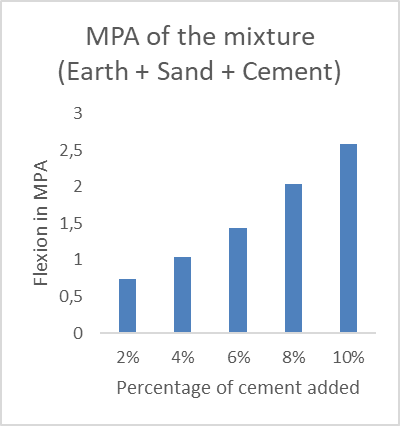 MPA of the mixture
(Earth + Sand + Cement)
Flexion in MPA
3
2,5
2
1,5
1
0,5
0
2% 4% 6% 8% 10%
Percentage of cement added